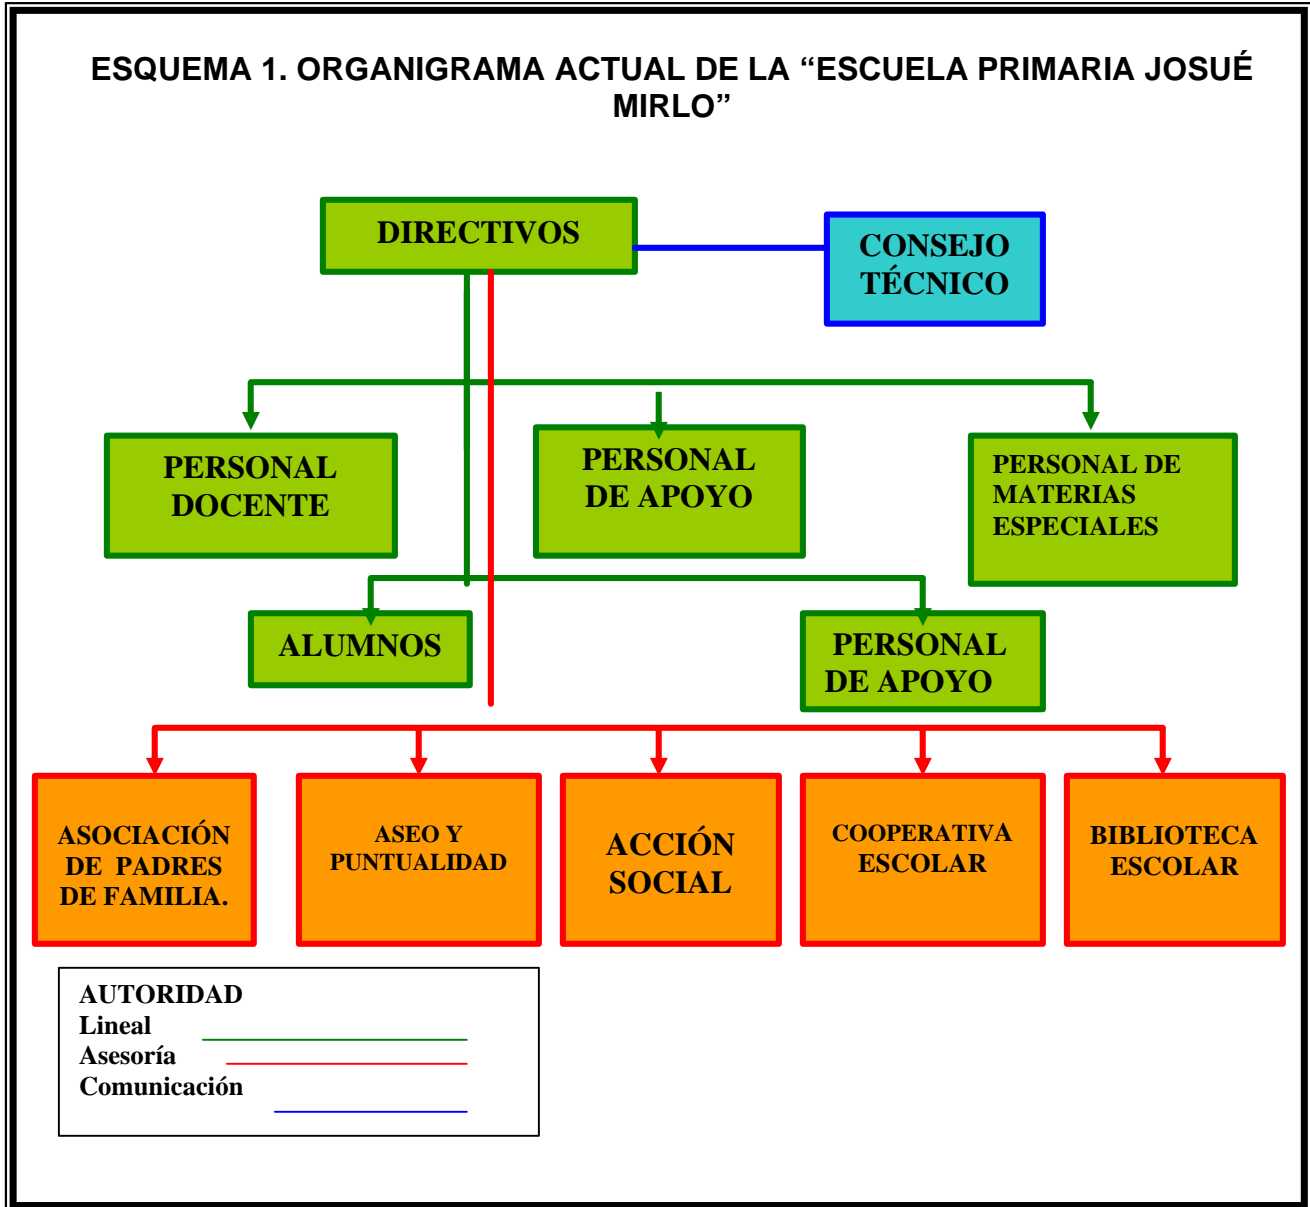 ESQUEMA 1. ORGANIGRAMA ACTUAL DE LA “ESCUELA PRIMARIA JOSUÉ
MIRLO”
DIRECTIVOS
CONSEJO
TÉCNICO
PERSONAL
DOCENTE
PERSONAL
DE APOYO
PERSONAL DE
MATERIAS
ESPECIALES
ALUMNOS
PERSONAL
DE APOYO
ASOCIACIÓN
DE PADRES
DE FAMILIA.
ASEO Y
PUNTUALIDAD
ACCIÓN
SOCIAL
COOPERATIVA
ESCOLAR
BIBLIOTECA
ESCOLAR
AUTORIDAD
Lineal
Asesoría
Comunicación